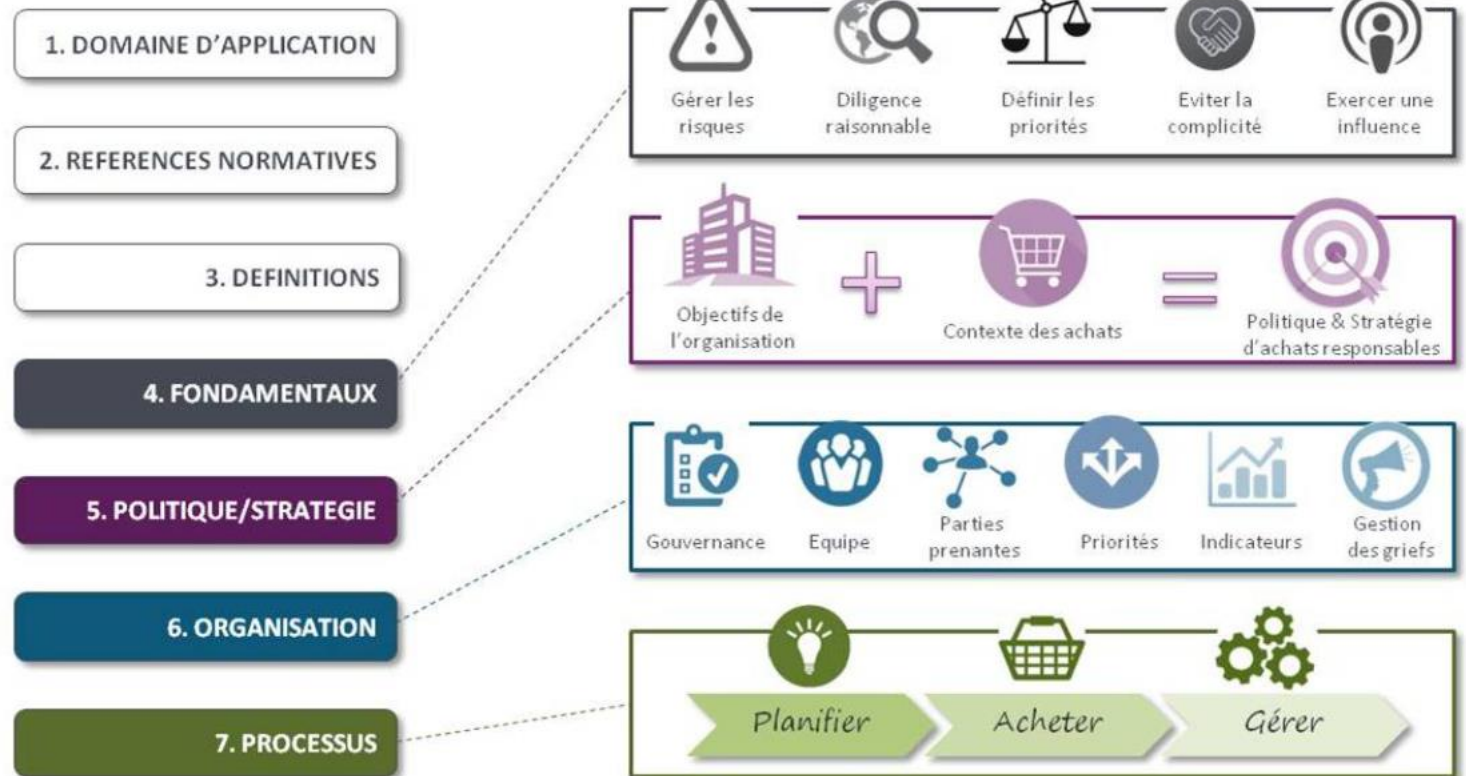 1. DOMAINE D'APPLICATION
2. REFERENCES NORMATIVES
3. DEFINITIONS
4. FONDAMENTAUX
5. POLITIQUE/STRATEGIE
6. ORGANISATION
7. PROCESSUS
Gérer les
risques
Diligence
raisonnable
Définir les
priorités
Eviter la
complicité
Exercer une
influence
Objectifs de
l'organisation
+
Contexte des achats
=
Politique & Stratégie
d'achats responsables
Gouvernance
Equipe
Parties
prenantes
Priorités
Indicateurs
Gestion
des griefs
Planifier
Acheter
Gérer